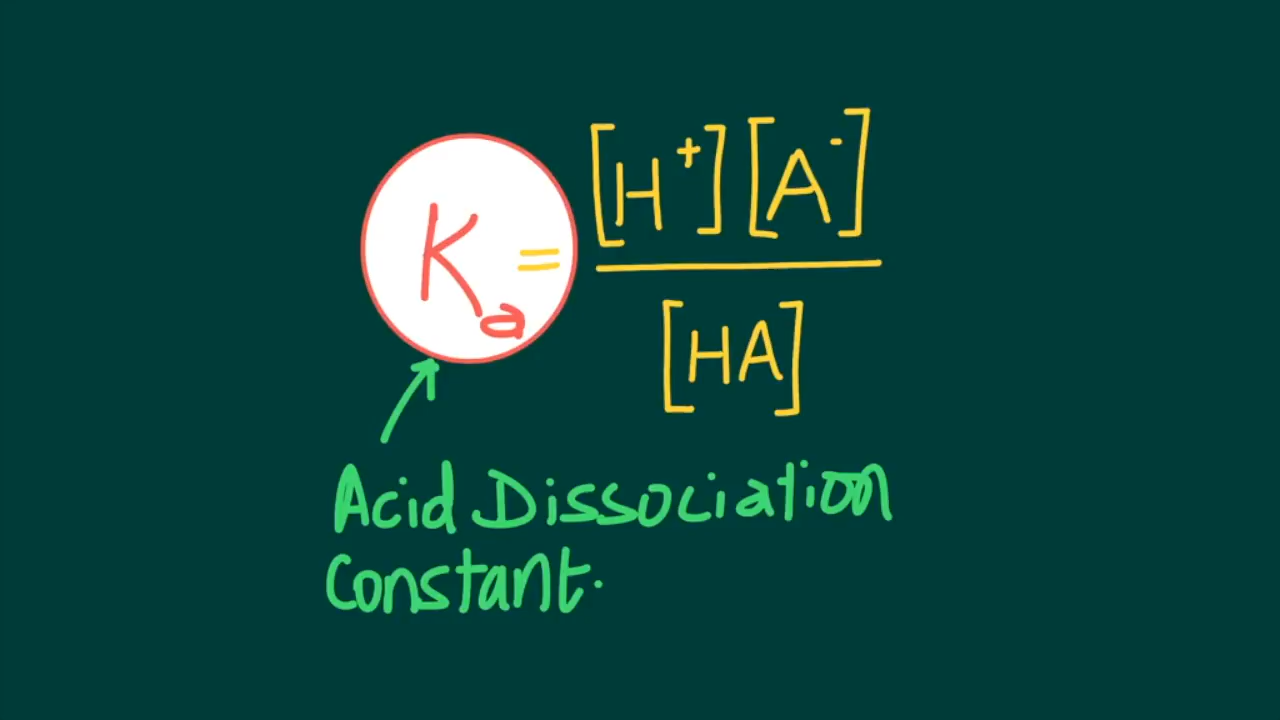 Ka = [H+][A-]
[HA]
Acid Dissociation
Constant.